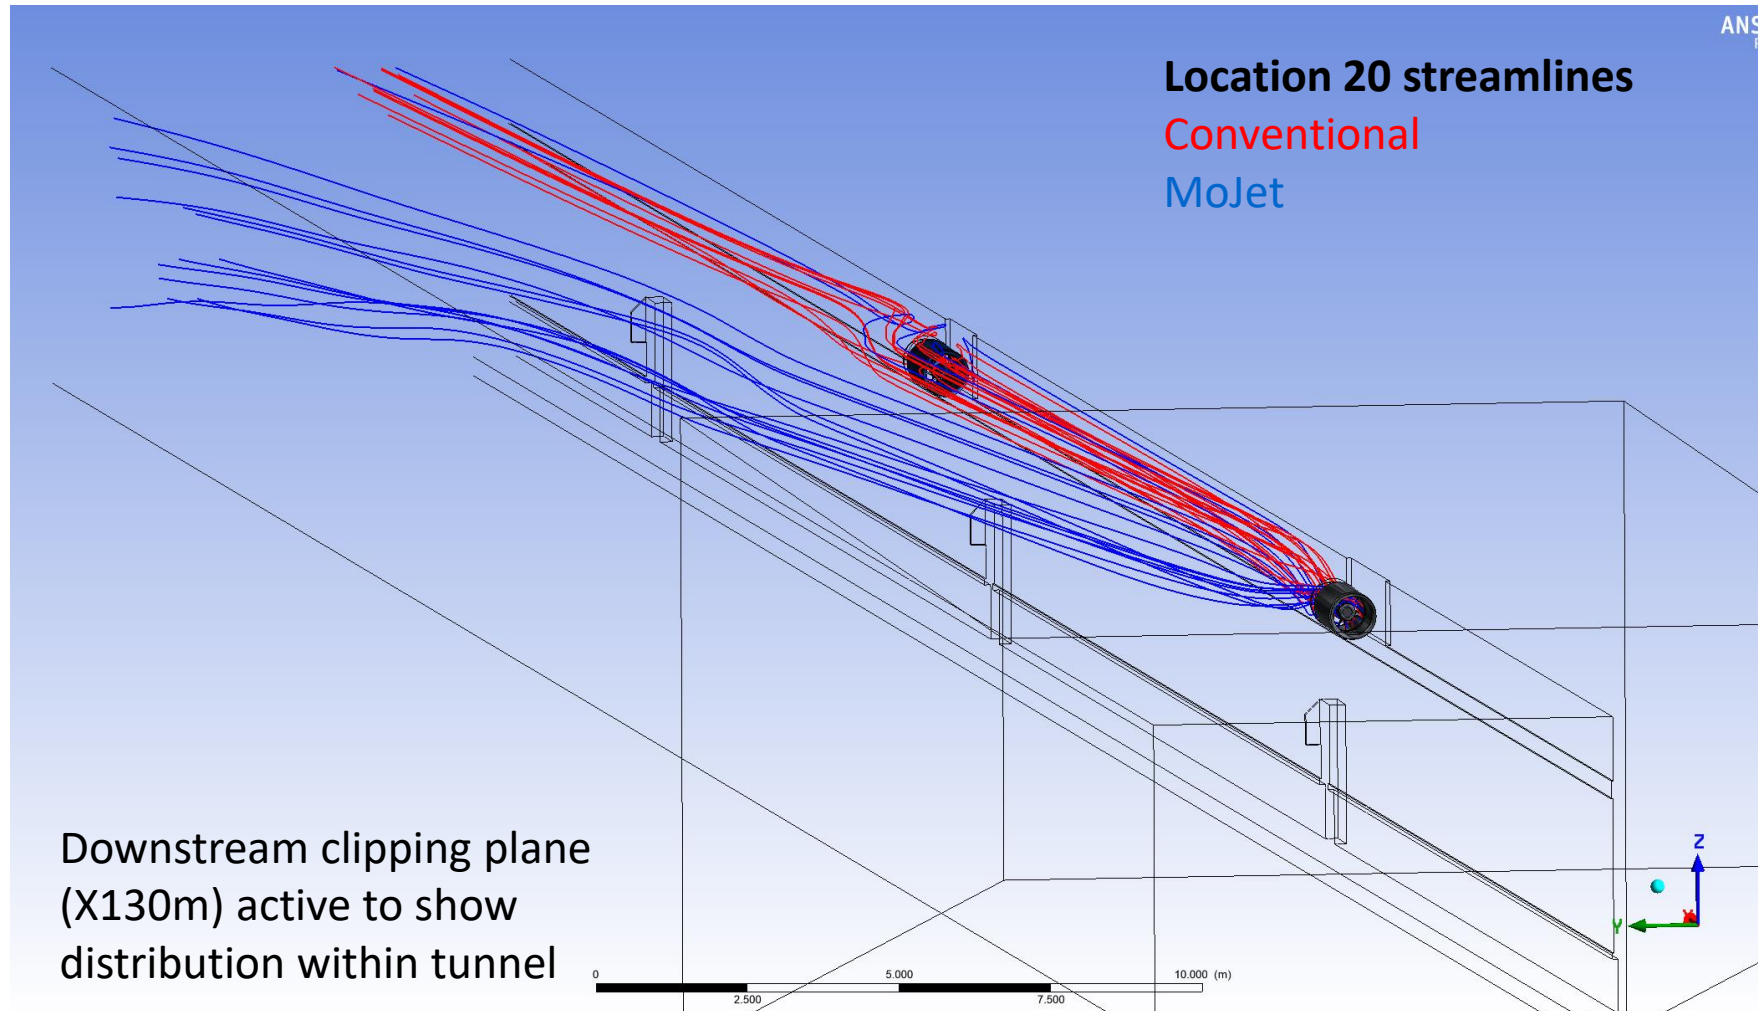 ANS
Location 20 streamlines
Conventional
MoJet
Downstream clipping plane
(X130m) active to show
distribution within tunnel
0 5.000 10.000 (m)
2.500 7.500
Z
Y
X